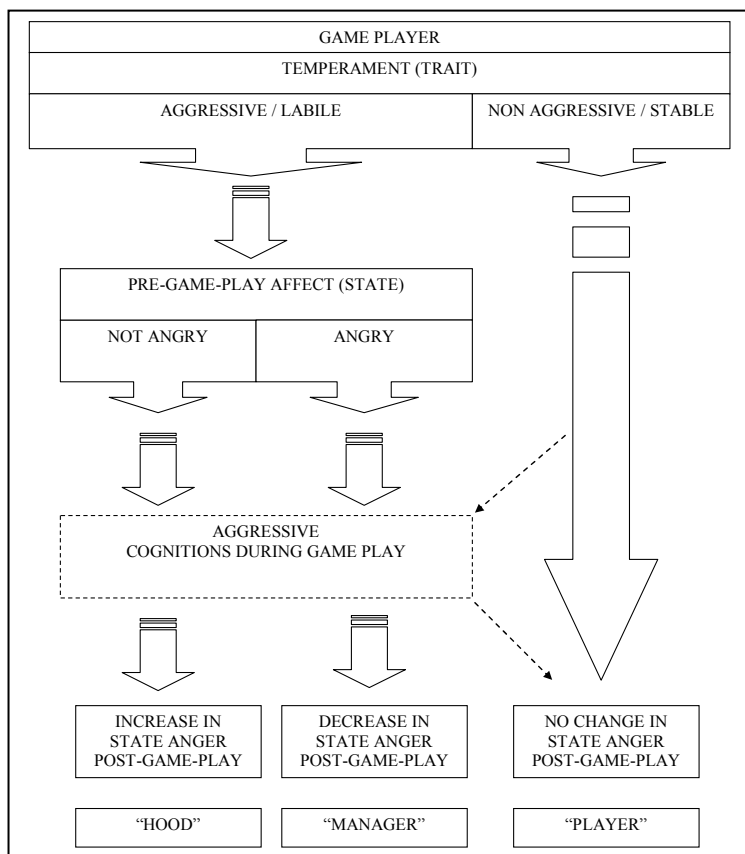 GAME PLAYER
TEMPERAMENT (TRAIT)
AGGRESSIVE / LABILE
NON AGGRESSIVE / STABLE
PRE-GAME-PLAY AFFECT (STATE)
NOT ANGRY
ANGRY
AGGRESSIVE
COGNITIONS DURING GAME PLAY
INCREASE IN
STATE ANGER
POST-GAME-PLAY
DECREASE IN
STATE ANGER
POST-GAME-PLAY
NO CHANGE IN
STATE ANGER
POST-GAME-PLAY
“HOOD”
“MANAGER”
“PLAYER”